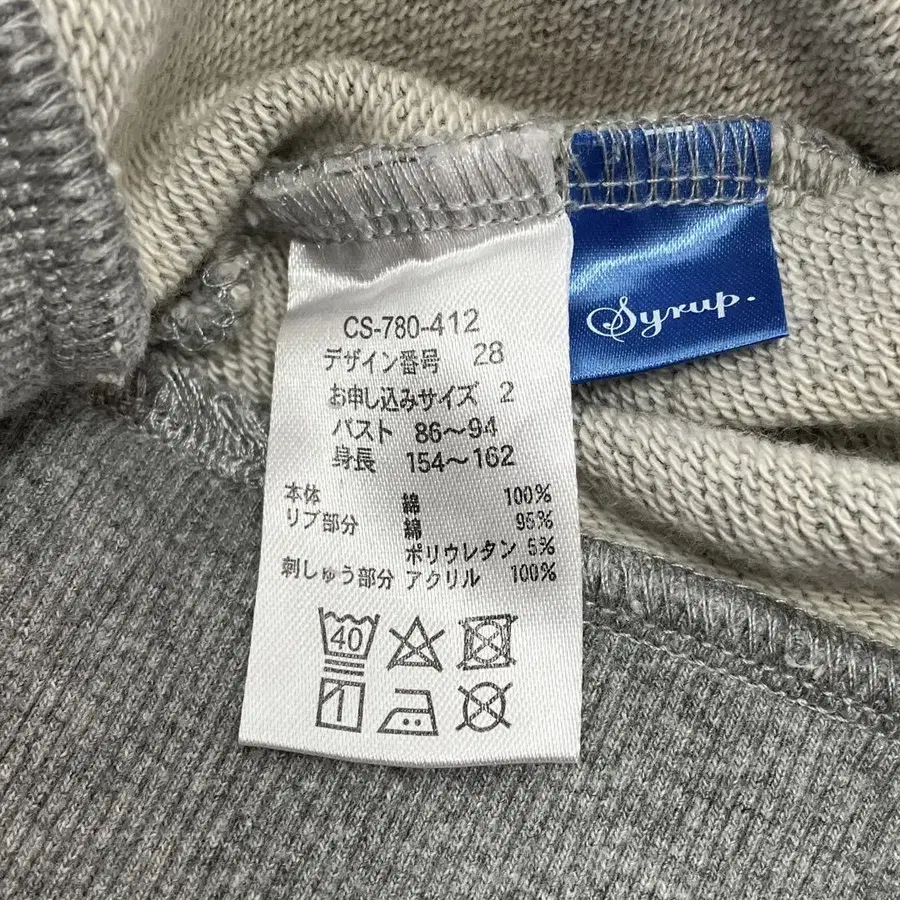 CS-780-412
デザイン番号 28
お申し込みサイズ 2
バスト 86〜94
身長 154〜162
本体 綿 100%
リブ部分 綿 95%
ポリウレタン 5%
刺しゅう部分 アクリル 100%
40
Syrup.